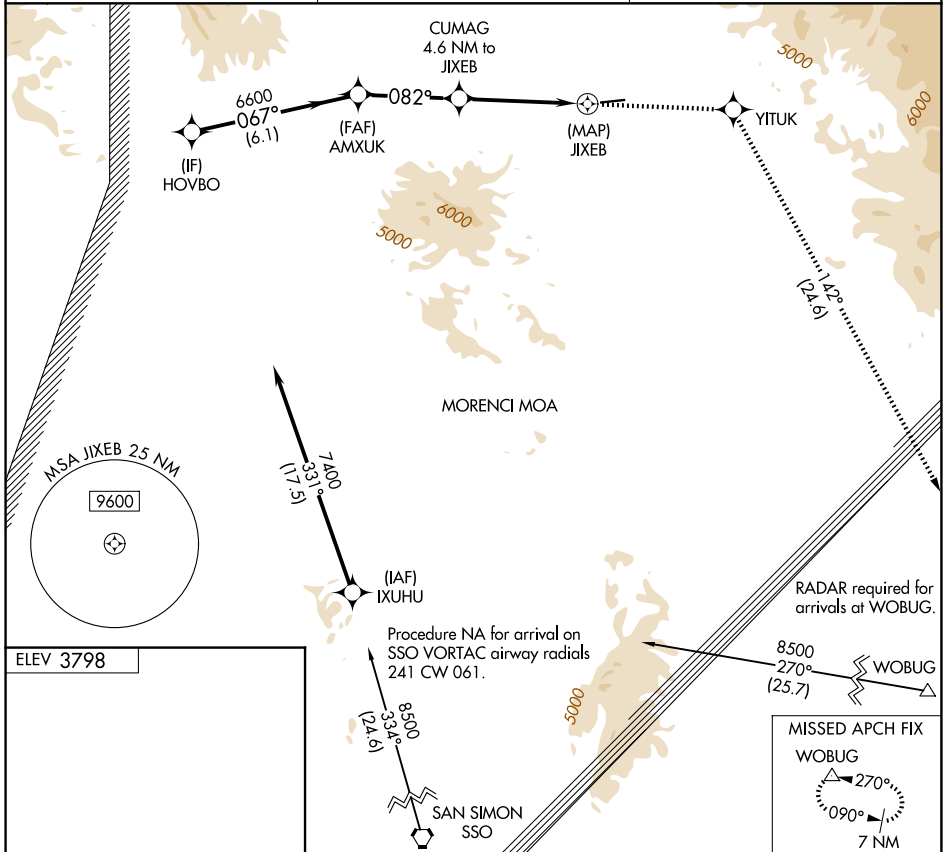 CUMAG
4.6 NM to
JIXEB
5000
6000
6600
067°
(6.1)
082°
(IF)
HOVBO
(FAF)
AMXUK
(MAP)
JIXEB
YITUK
6000
5000
142°
(24.6)
MORENCI MOA
MSA JIXEB 25 NM
9600
7400
331°
(17.5)
(IAF)
IXUHU
RADAR required for
arrivals at WOBUG.
Procedure NA for arrival on
SSO VORTAC airway radials
241 CW 061.
8500
270°
(25.7)
WOBUG
ELEV 3798
5000
8500
334°
(24.6)
SAN SIMON
SSO
MISSED APCH FIX
WOBUG
270°
090°
7 NM